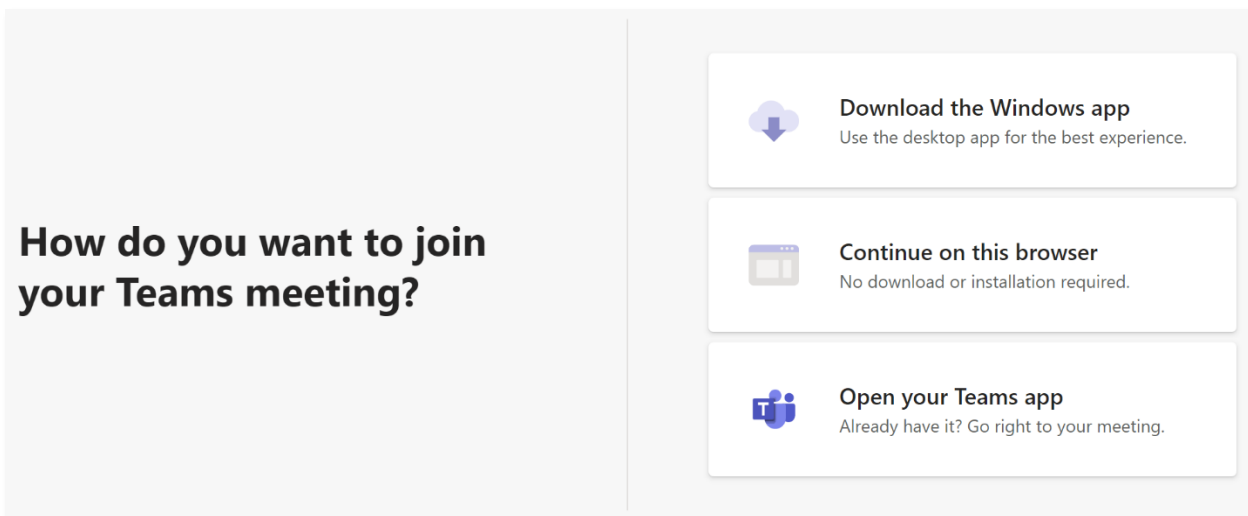 How do you want to join
your Teams meeting?
Download the Windows app
Use the desktop app for the best experience.
Continue on this browser
No download or installation required.
T
Open your Teams app
Already have it? Go right to your meeting.